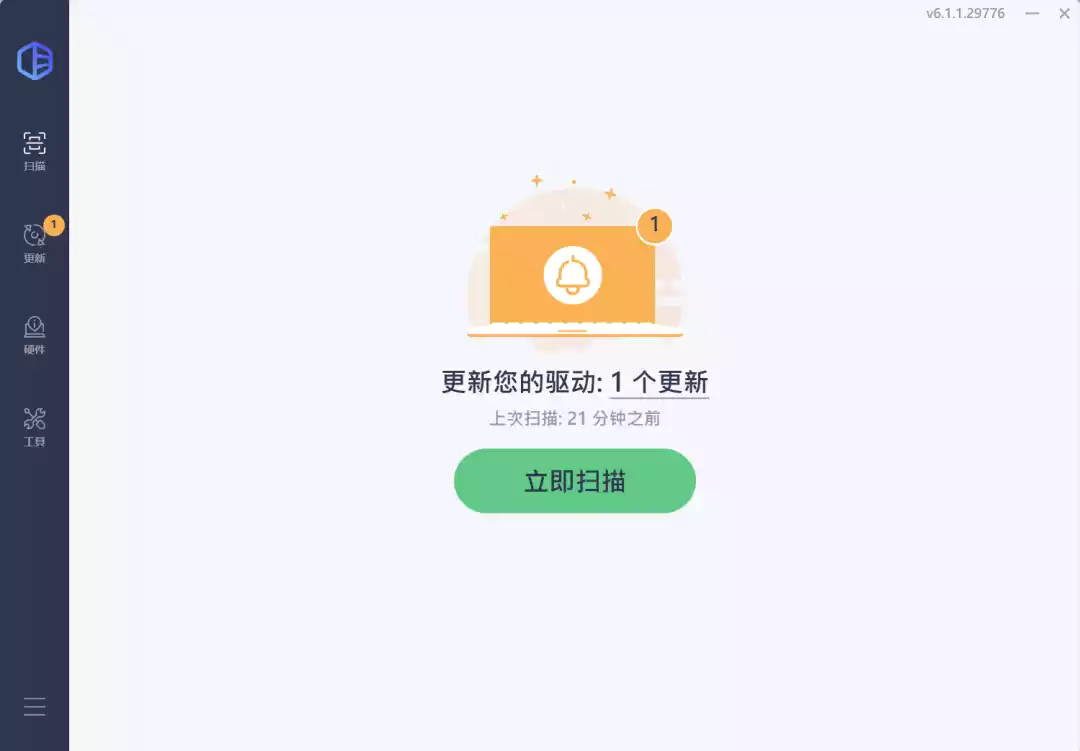 v6.1.1.29776
扫描
1
更新
硬件
工具
1
更新您的驱动: 1 个更新
上次扫描: 21 分钟之前
立即扫描